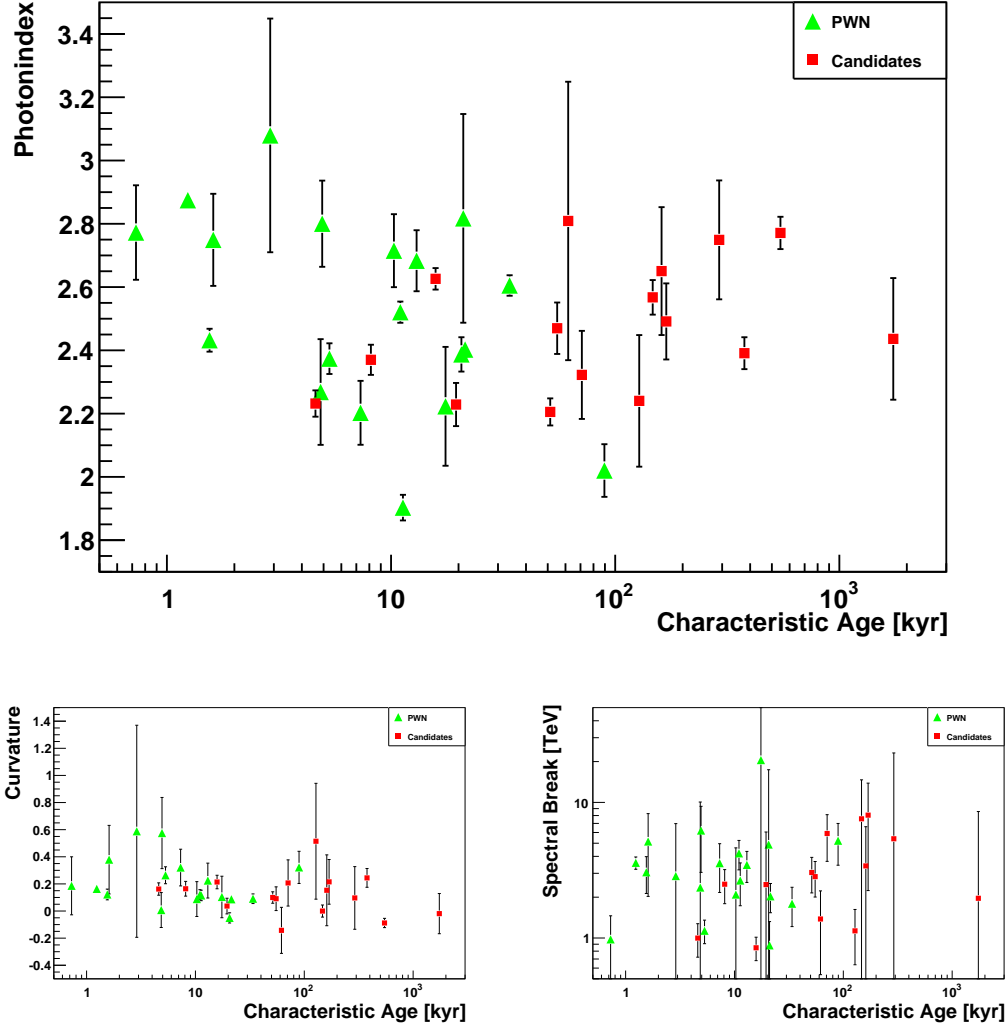 Photonindex
3.4
3.2
3
2.8
2.6
2.4
2.2
2
1.8
PWN
Candidates
1 10 10² 10³
Characteristic Age [kyr]
Curvature
1.4
1.2
1
0.8
0.6
0.4
0.2
0
-0.2
-0.4
PWN
Candidates
1 10 10² 10³
Characteristic Age [kyr]
Spectral Break [TeV]
10
1
PWN
Candidates
1 10 10² 10³
Characteristic Age [kyr]